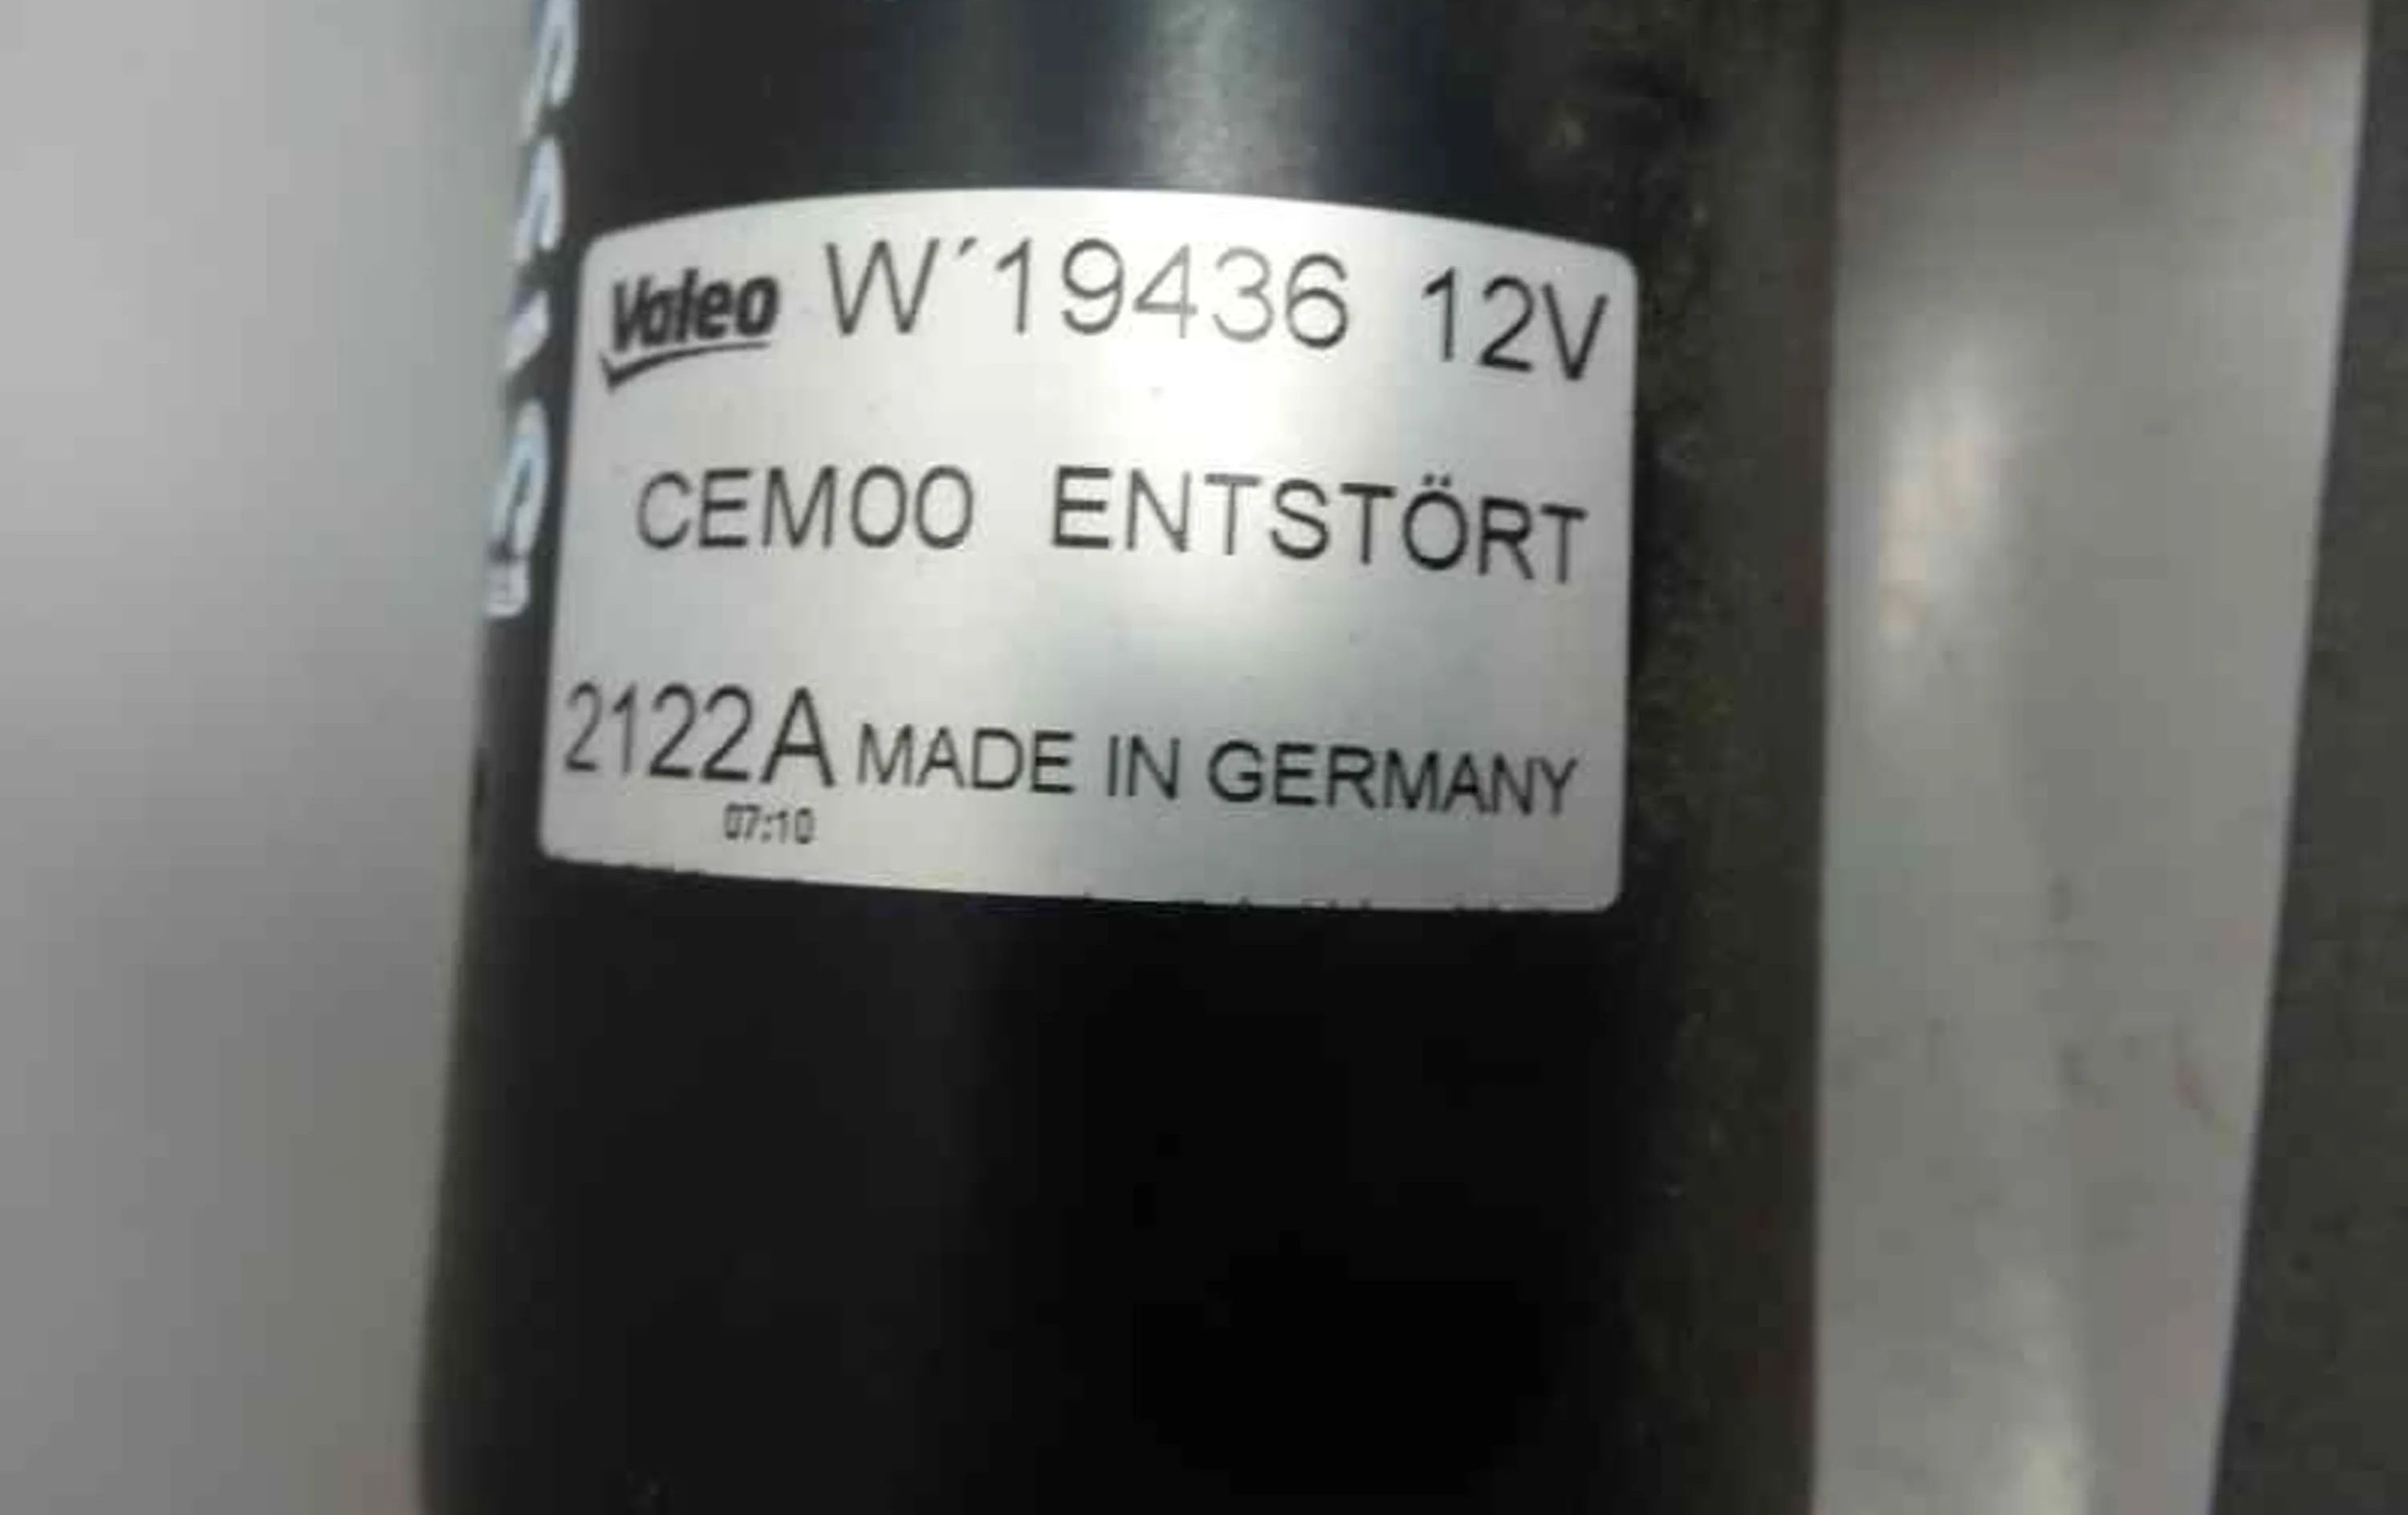 Valeo W´19436 12V
CEM00 ENTSTÖRT
2122A MADE IN GERMANY
07:10